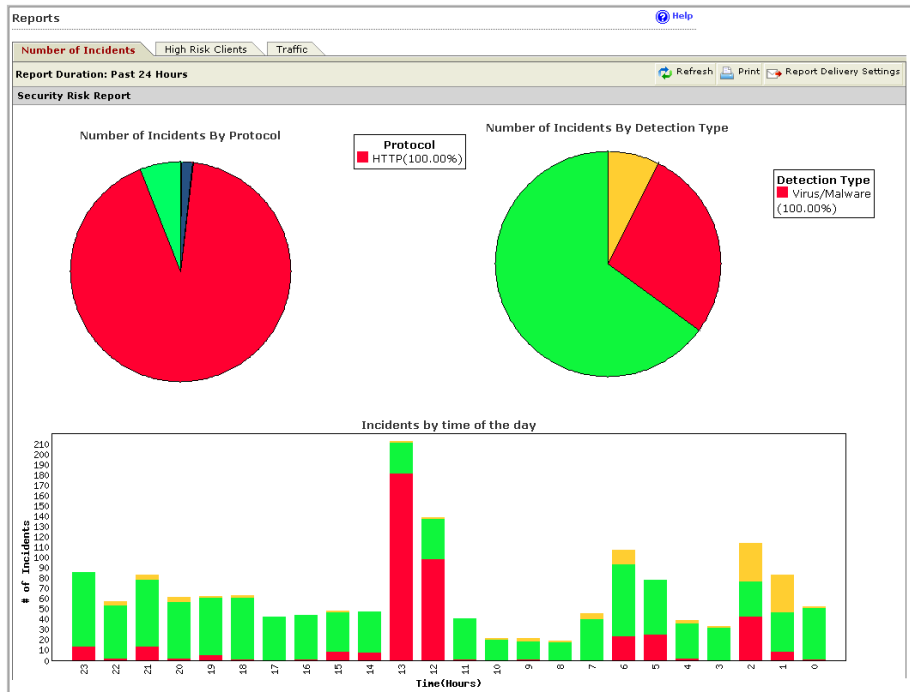 Reports
Help
Number of Incidents
High Risk Clients
Traffic
Report Duration: Past 24 Hours
Refresh
Print
Report Delivery Settings
Security Risk Report
Number of Incidents By Protocol
Protocol
HTTP(100.00%)
Number of Incidents By Detection Type
Detection Type
Virus/Malware
(100.00%)
Incidents by time of the day
# of Incidents
210
200
190
180
170
160
150
140
130
120
110
100
90
80
70
60
50
40
30
20
10
0
23 22 21 20 19 18 17 16 15 14 13 12 11 10 9 8 7 6 5 4 3 2 1 0
Time(Hours)